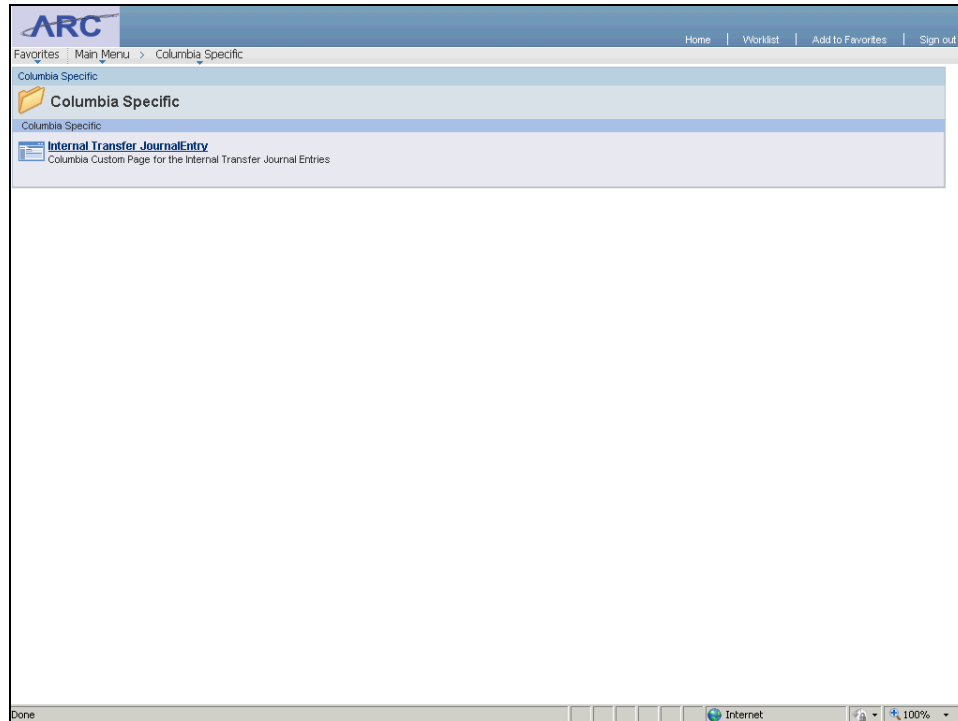 ARC
Home | Worklist | Add to Favorites | Sign out
Favorites Main Menu > Columbia Specific
Columbia Specific
Columbia Specific
Columbia Specific
Internal Transfer JournalEntry
Columbia Custom Page for the Internal Transfer Journal Entries
Done Internet 100%